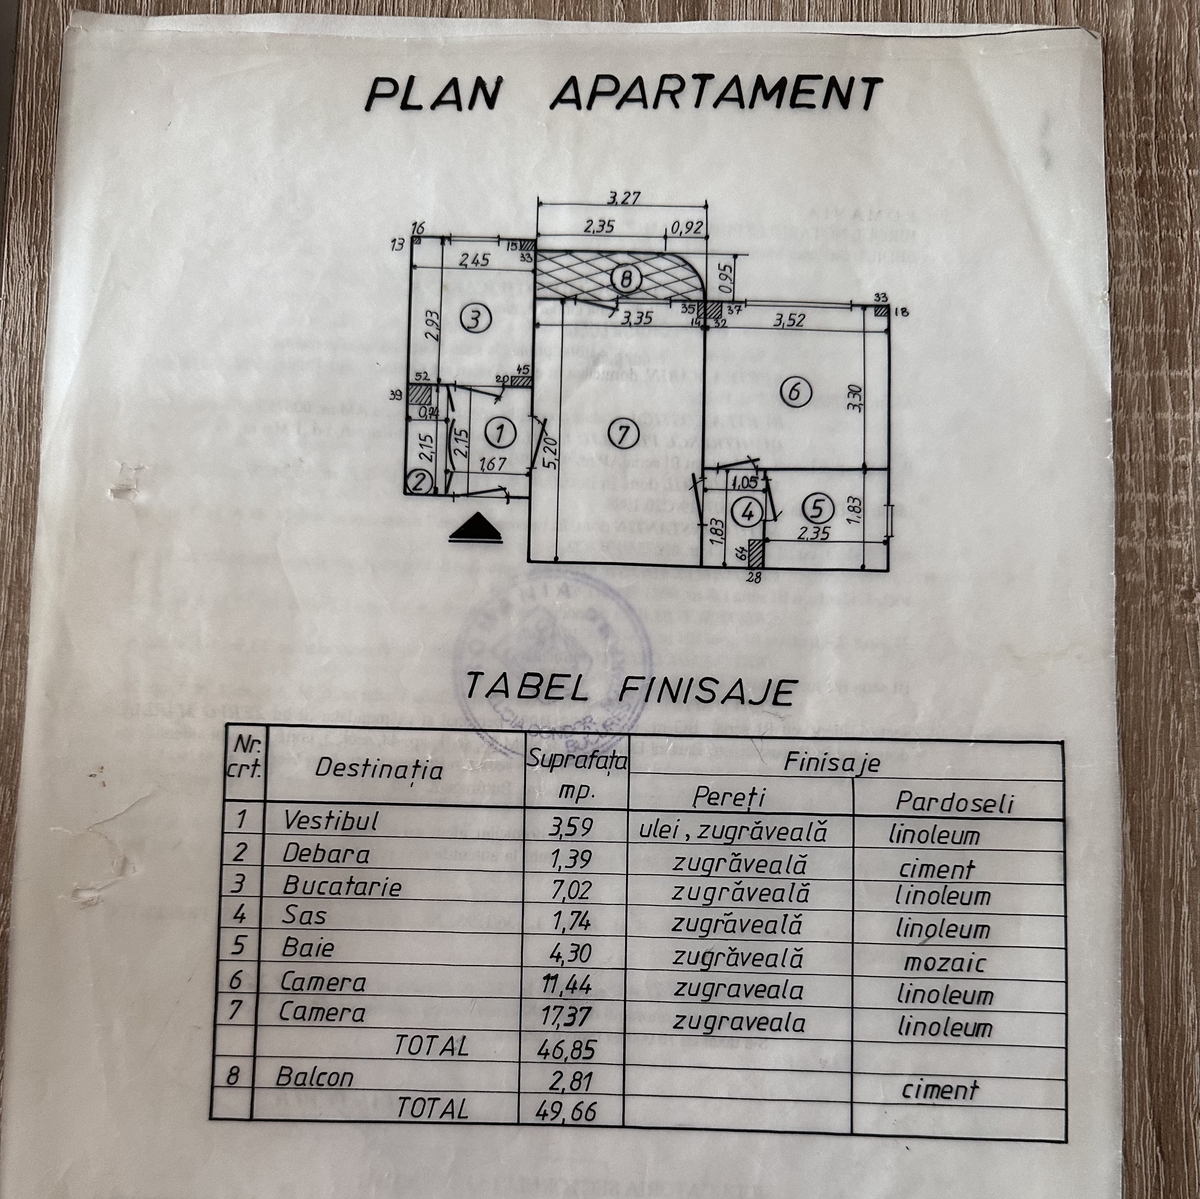 PLAN APARTAMENT
3,27
2,35 0,92
16
13 15 33
2,45
8
0,95
3
2,93
35 37
14 32
33
18
3,35
3,52
52
39
45
20
6
3,30
2,15
2,15
1
1,67
2
5,20
7
1,05
4
5
1,83
1,83
2,35
64
28
TABEL FINISAJE
Nr. crt. Destinația Suprafața mp. Finisaje
Pereți Pardoseli
1 Vestibul 3,59 ulei, zugrăveală linoleum
2 Debara 1,39 zugrăveală ciment
3 Bucatarie 7,02 zugrăveală linoleum
4 Sas 1,74 zugrăveală linoleum
5 Baie 4,30 zugrăveală mozaic
6 Camera 11,44 zugraveala linoleum
7 Camera 17,37 zugraveala linoleum
TOTAL 46,85
8 Balcon 2,81 ciment
TOTAL 49,66